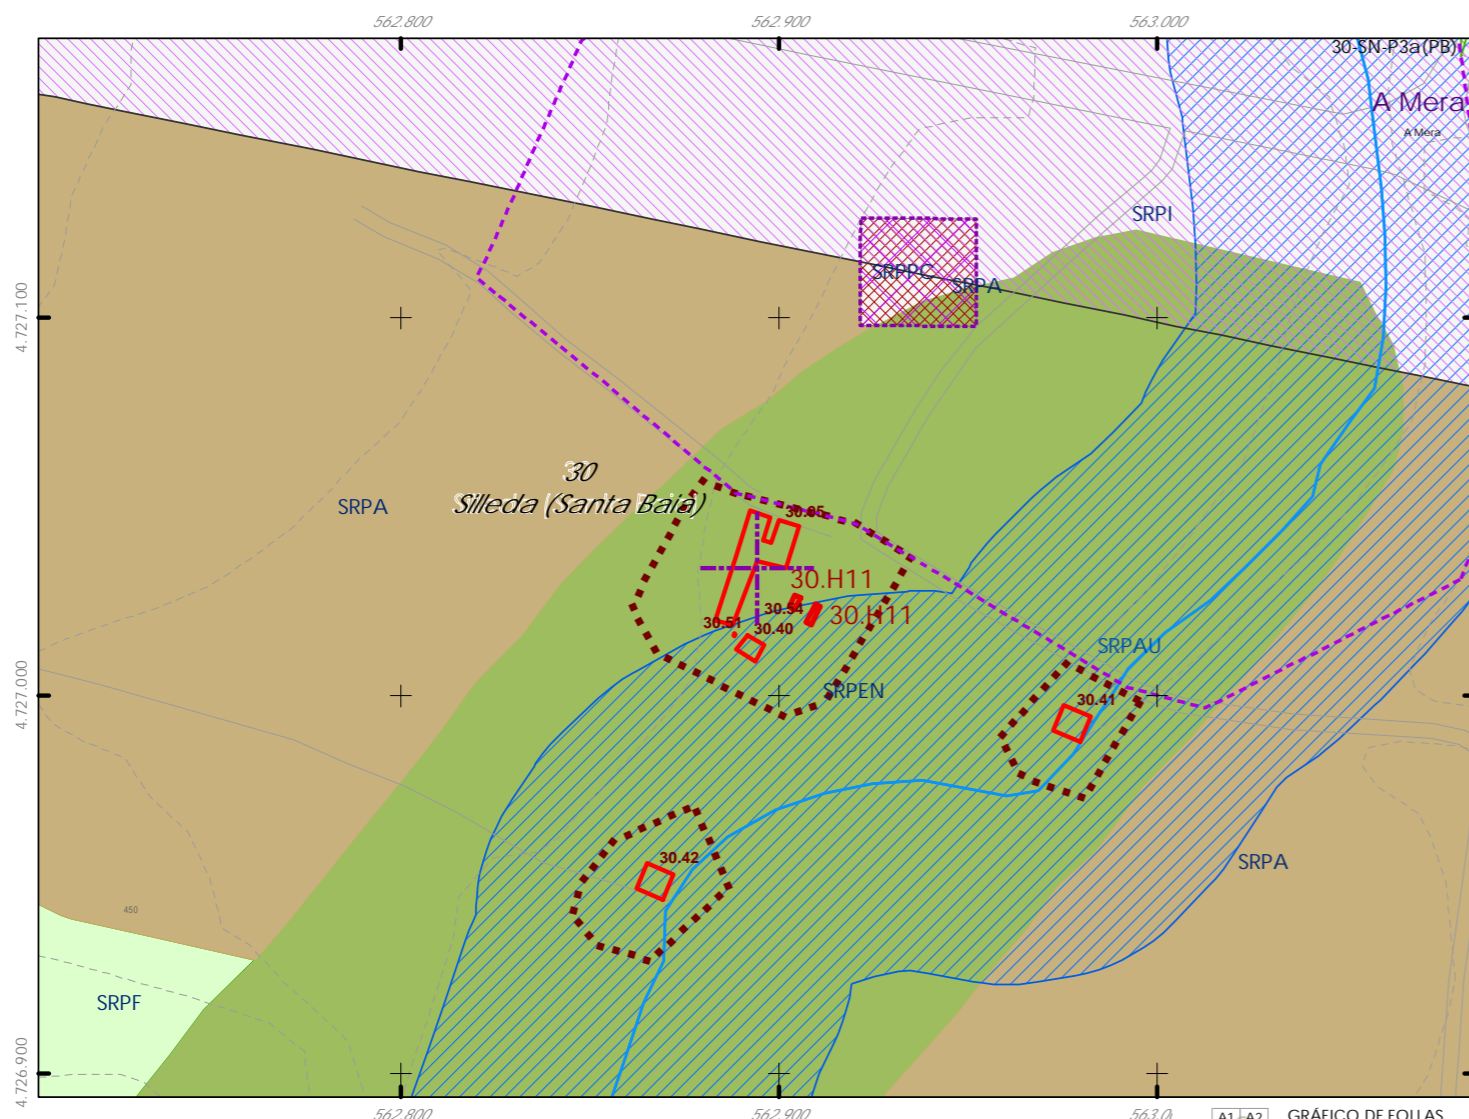 562.800
562.900
563.000
30-SN-P3a(PB)
A Mera
A Mera
SRPI
SRPPC
SRPA
4.727.100
30
Silleda (Santa Baia)
SRPA
30.95
30.H11
30.54
30.H11
30.51
30.40
SRPAU
SRPEN
30.41
4.727.000
30.42
SRPA
450
SRPF
4.726.900
562.800
562.900
563.0
A1
A2
GRÁFICO DE FOLLAS